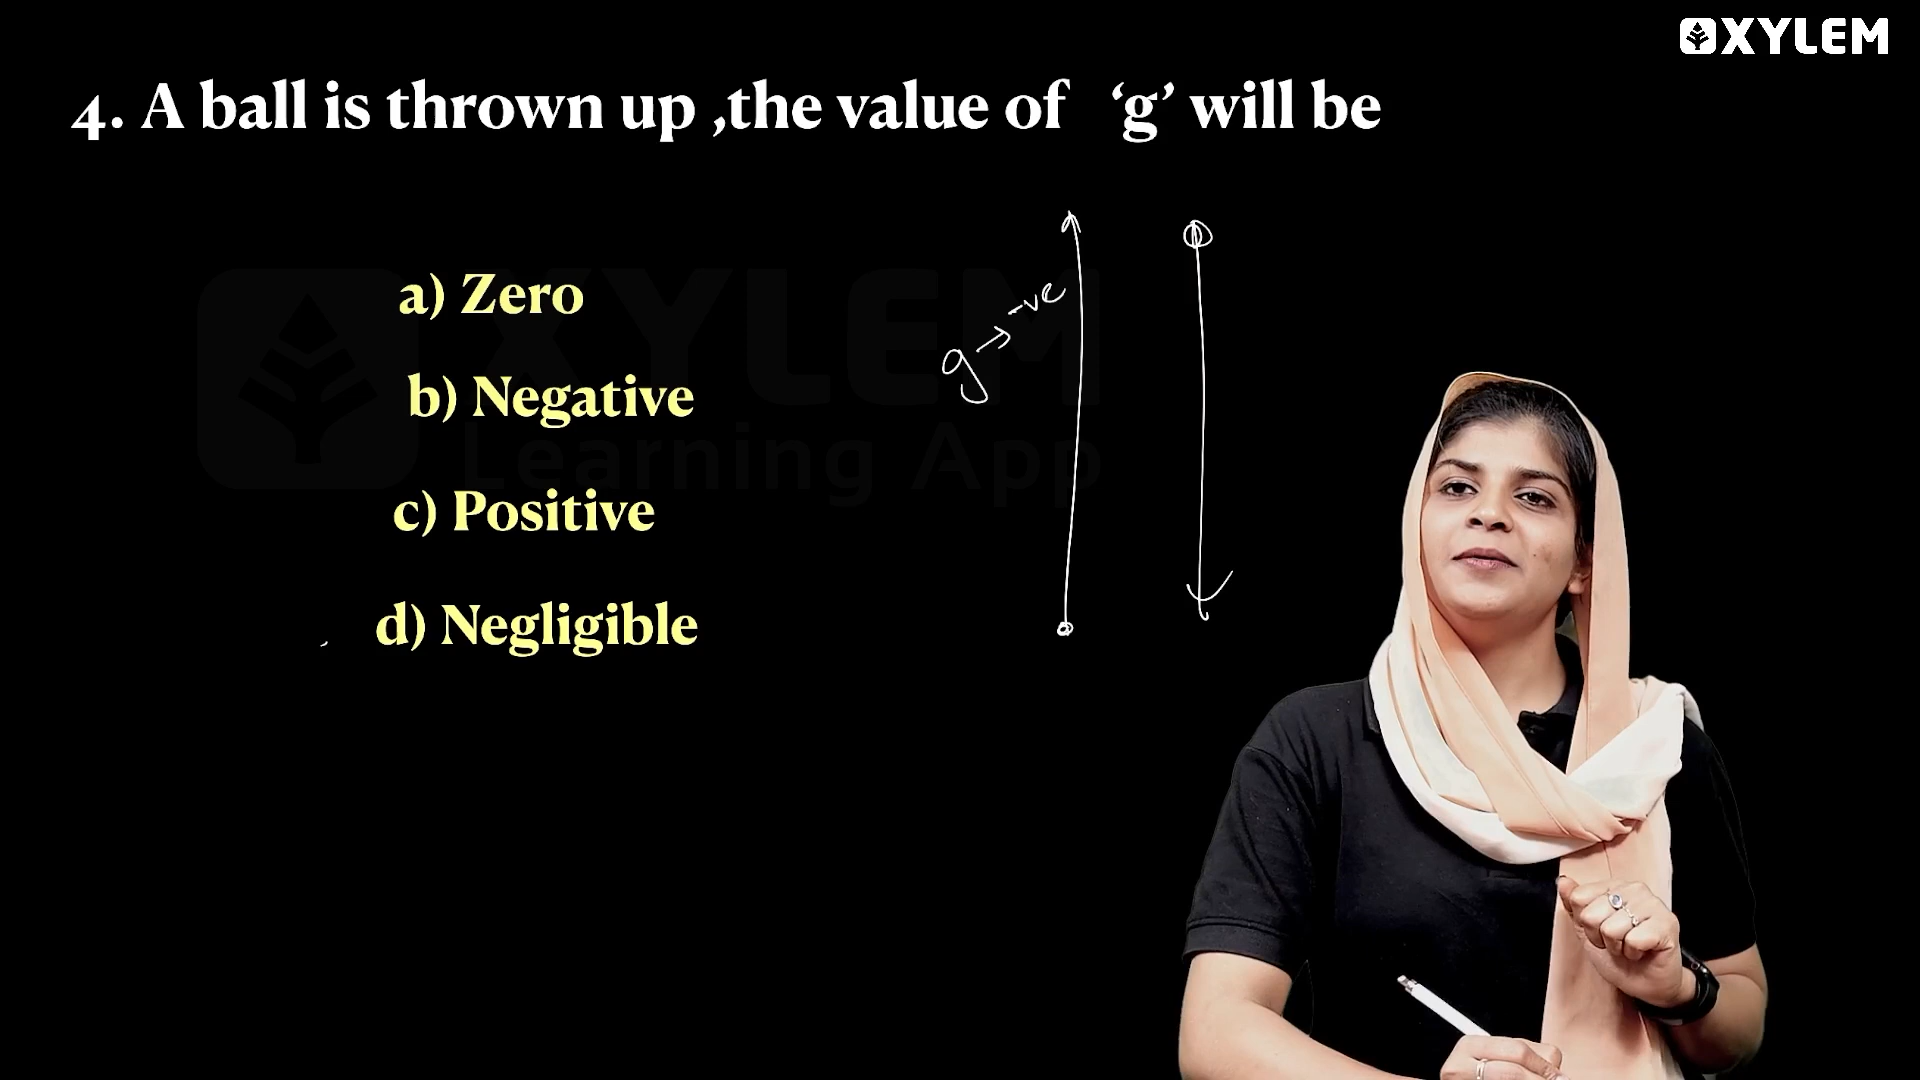 XYLEM
4. A ball is thrown up ,the value of ‘g’ will be
a) Zero
b) Negative
c) Positive
d) Negligible
g → -ve
XYLEM
Learning App